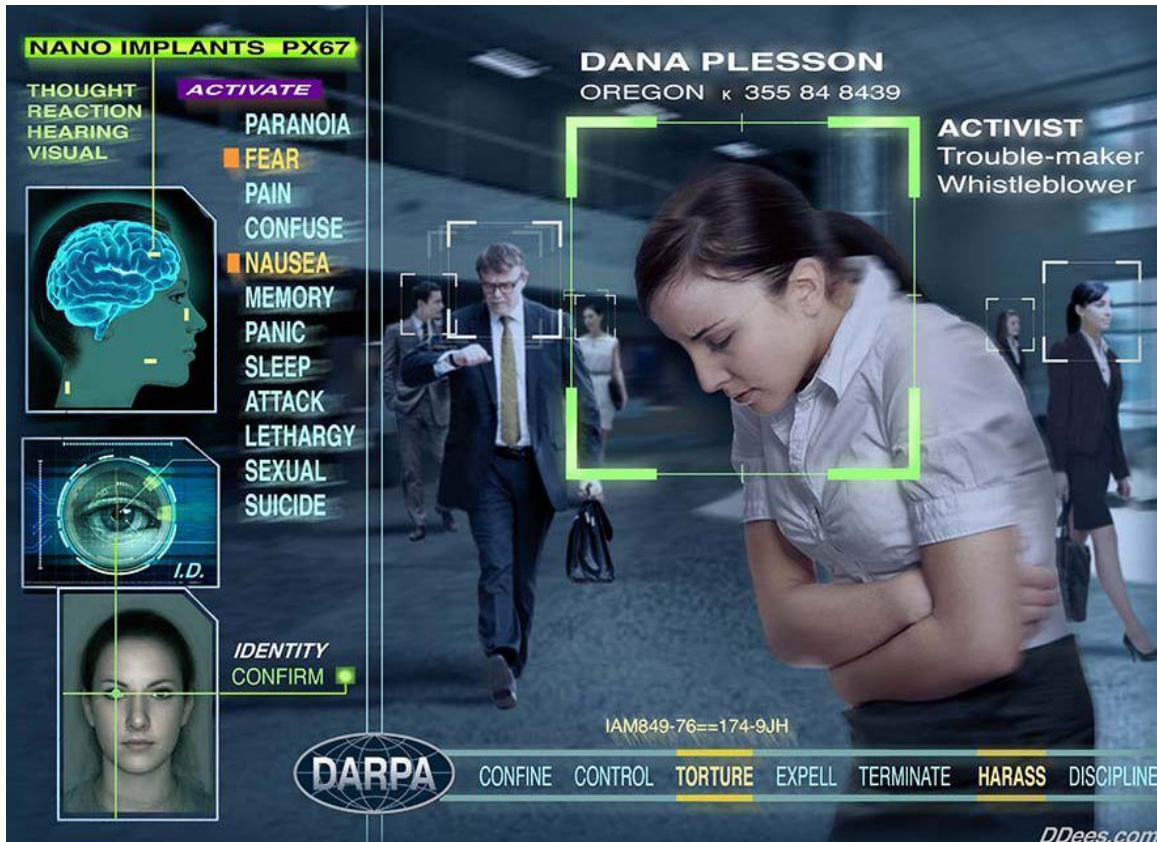 NANO IMPLANTS PX67
THOUGHT
REACTION
HEARING
VISUAL
ACTIVATE
PARANOIA
FEAR
PAIN
CONFUSE
NAUSEA
MEMORY
PANIC
SLEEP
ATTACK
LETHARGY
SEXUAL
SUICIDE
I.D.
IDENTITY
CONFIRM
DANA PLESSON
OREGON K 355 84 8439
ACTIVIST
Trouble-maker
Whistleblower
IAM849-76==174-9JH
DARPA CONFINE CONTROL TORTURE EXPELL TERMINATE HARASS DISCIPLINE
DDees.com